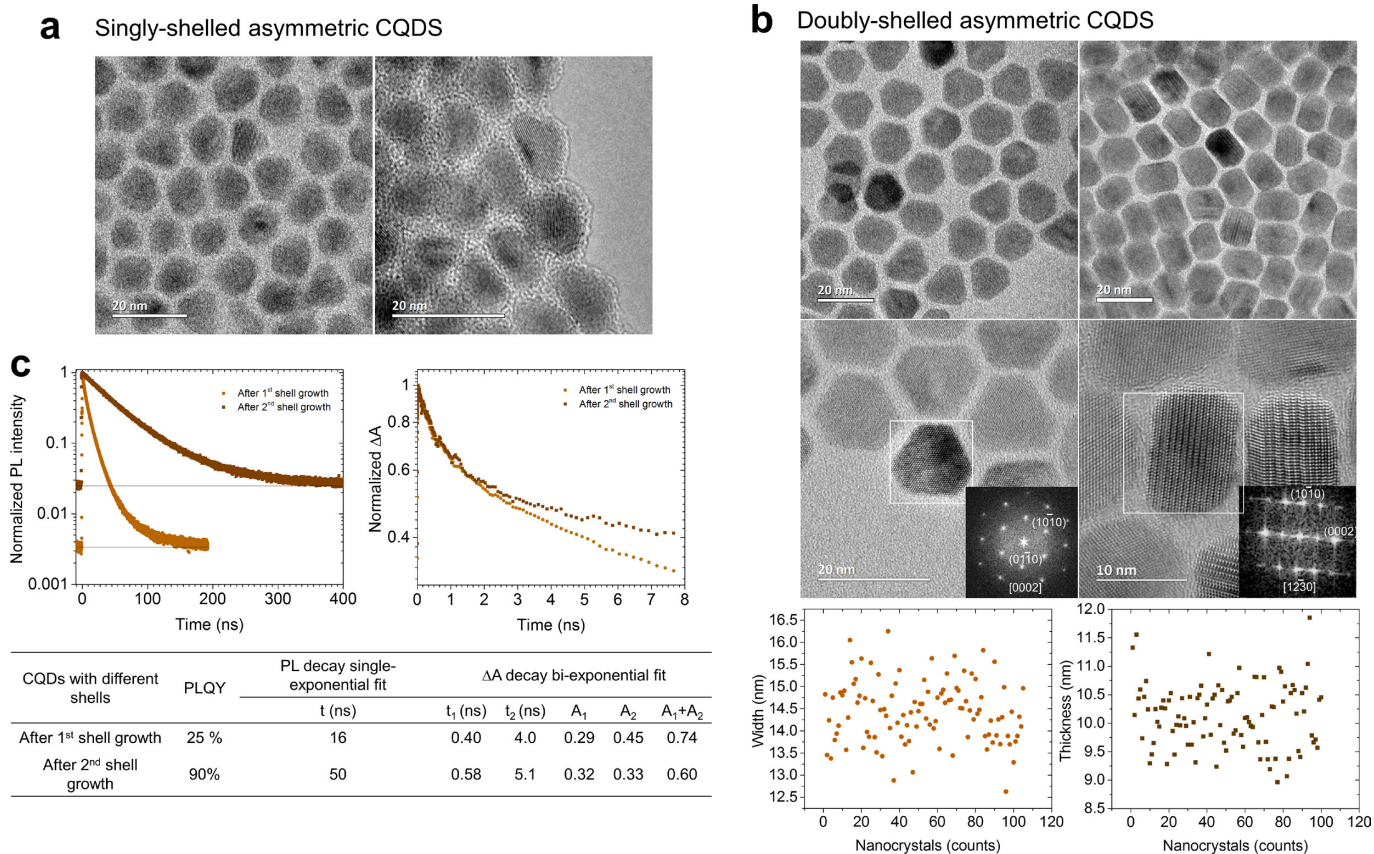 a Singly-shelled asymmetric CQDS
20 nm
20 nm
b Doubly-shelled asymmetric CQDS
20 nm
20 nm
20 nm
(101̅0)
(011̅0)
[0002]
10 nm
(101̅0)
(0002)
[12̅30]
c
Normalized PL intensity
1
0.1
0.01
0.001
After 1st shell growth
After 2nd shell growth
0 100 200 300 400
Time (ns)
Normalized ΔA
1
0.8
0.6
0.4
After 1st shell growth
After 2nd shell growth
0 1 2 3 4 5 6 7 8
Time (ns)
CQDs with different
shells
PLQY
PL decay single-
exponential fit
ΔA decay bi-exponential fit
t (ns) t1 (ns) t2 (ns) A1 A2 A1+A2
After 1st shell growth 25 % 16 0.40 4.0 0.29 0.45 0.74
After 2nd shell
growth
90% 50 0.58 5.1 0.32 0.33 0.60
Width (nm)
16.5
16.0
15.5
15.0
14.5
14.0
13.5
13.0
12.5
0 20 40 60 80 100 120
Nanocrystals (counts)
Thickness (nm)
12.0
11.5
11.0
10.5
10.0
9.5
9.0
8.5
0 20 40 60 80 100 120
Nanocrystals (counts)